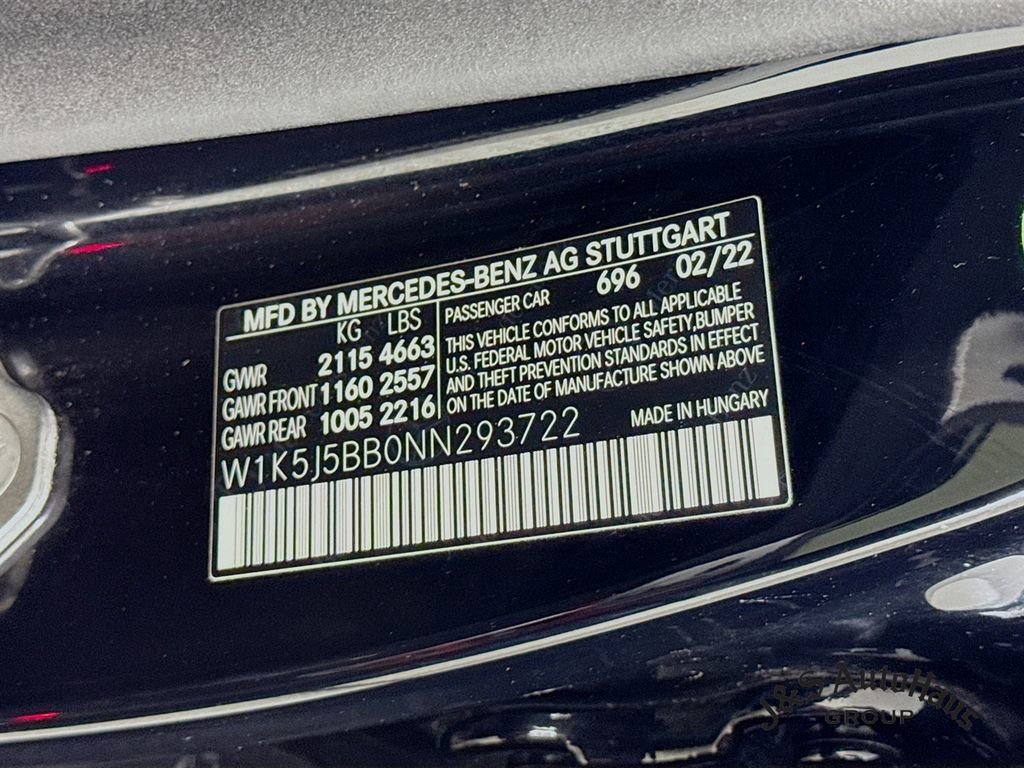 MFD BY MERCEDES-BENZ AG STUTTGART
KG LBS
GVWR 2115 4663
GAWR FRONT 1160 2557
GAWR REAR 1005 2216
PASSENGER CAR 696 02/22
THIS VEHICLE CONFORMS TO ALL APPLICABLE
U.S. FEDERAL MOTOR VEHICLE SAFETY, BUMPER
AND THEFT PREVENTION STANDARDS IN EFFECT
ON THE DATE OF MANUFACTURE SHOWN ABOVE
MADE IN HUNGARY
W1K5J5BB0NN293722
S&S AutoHaus
GROUP